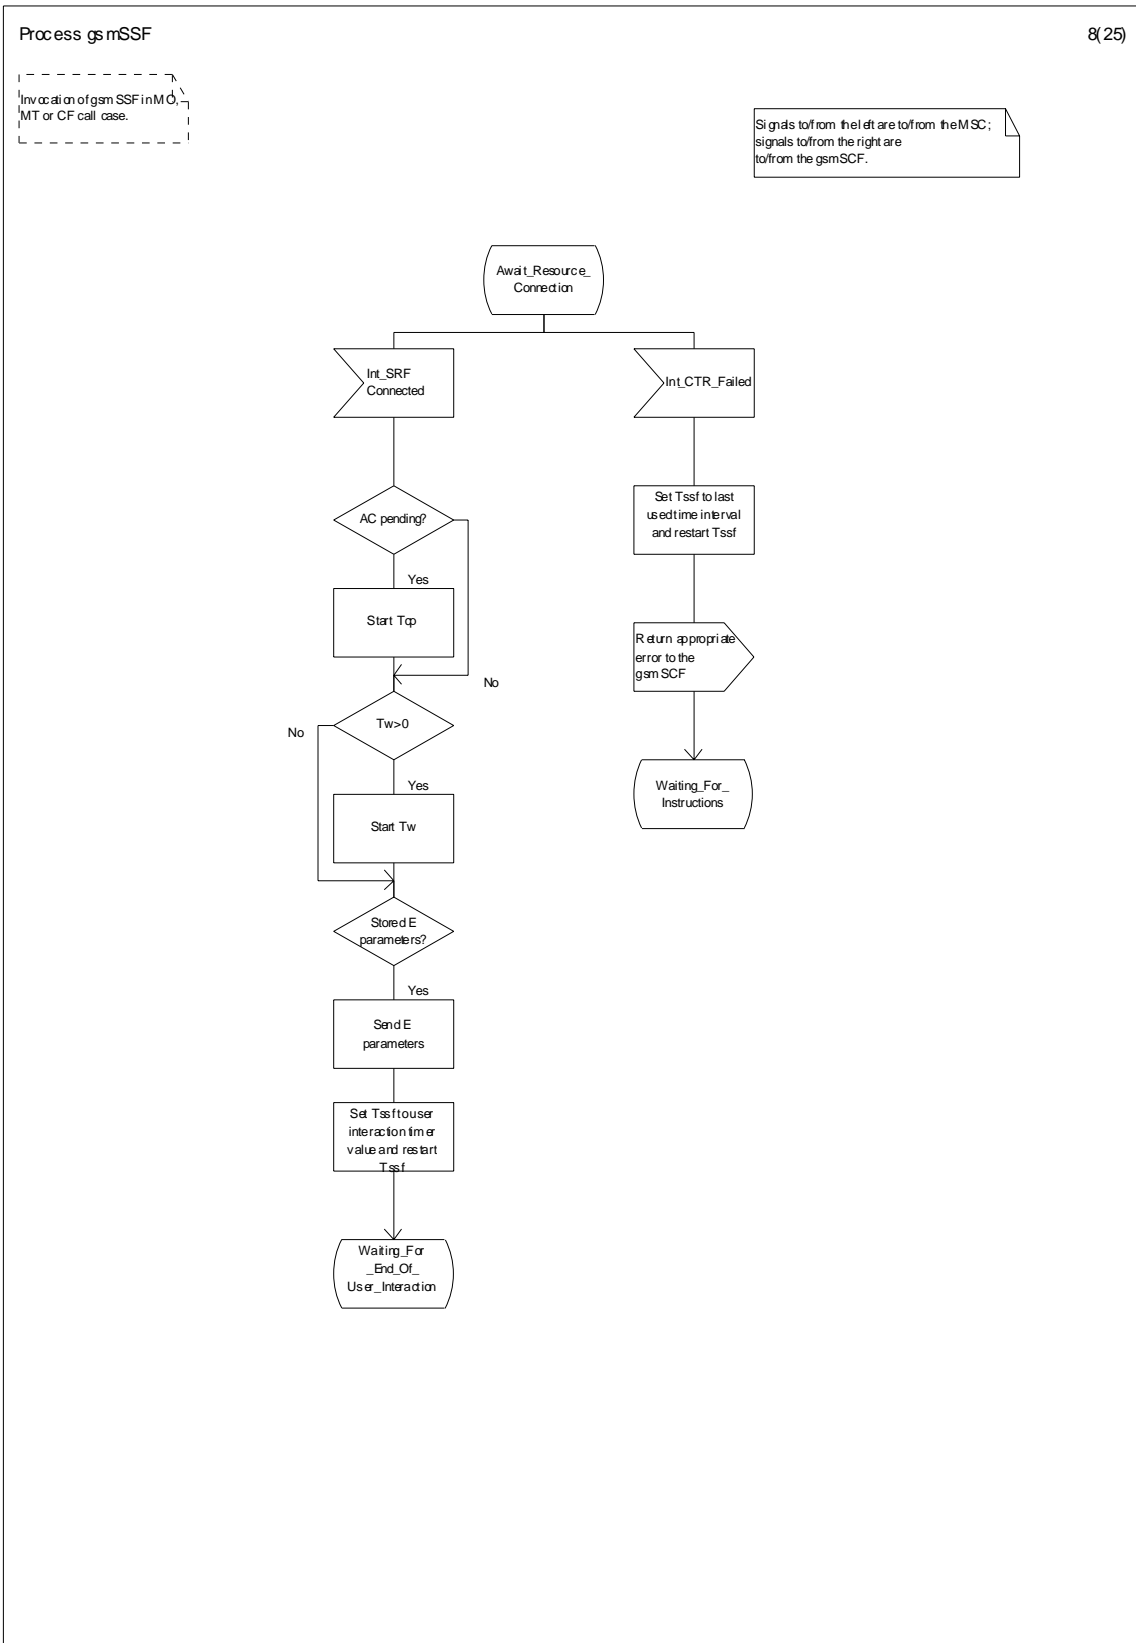 Process gsmSSF
8(25)
Invocation of gsmSSF in MO,
MT or CF call case.
Signals to/from the left are to/from the MSC;
signals to/from the right are
to/from the gsmSCF.
Await_Resource_
Connection
Int_SRF
Connected
Int_CTR_Failed
AC pending?
Set Tssf to last
used time interval
and restart Tssf
Yes
Start Tcp
Return appropriate
error to the
gsmSCF
No
Tw>0
No
Yes
Waiting_For_
Instructions
Start Tw
Stored E
parameters?
Yes
Send E
parameters
Set Tssf to user
interaction timer
value and restart
Tssf
Waiting_For
_End_Of_
User_Interaction